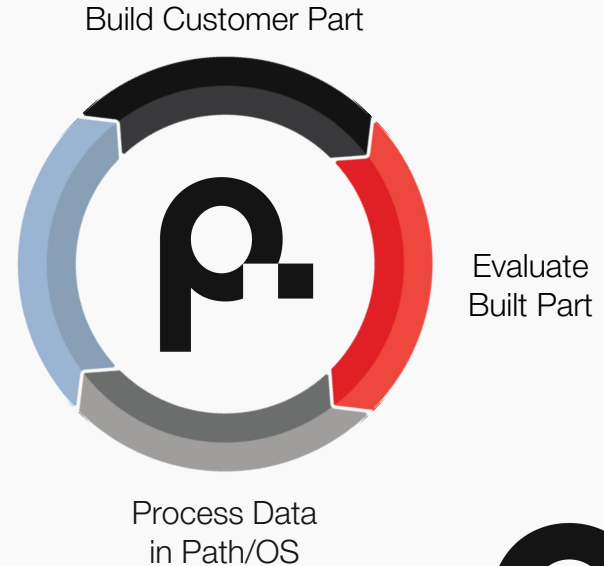 Build Customer Part
Evaluate
Built Part
Process Data
in Path/OS